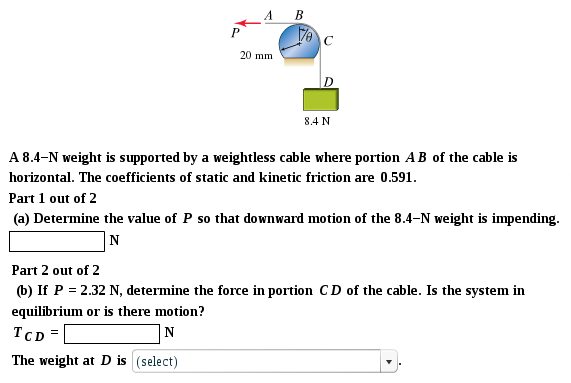 A B
P
θ
C
20 mm
D
8.4 N
A 8.4-N weight is supported by a weightless cable where portion AB of the cable is
horizontal. The coefficients of static and kinetic friction are 0.591.
Part 1 out of 2
(a) Determine the value of P so that downward motion of the 8.4-N weight is impending.
N
Part 2 out of 2
(b) If P = 2.32 N, determine the force in portion CD of the cable. Is the system in
equilibrium or is there motion?
TCD = N
The weight at D is (select) .